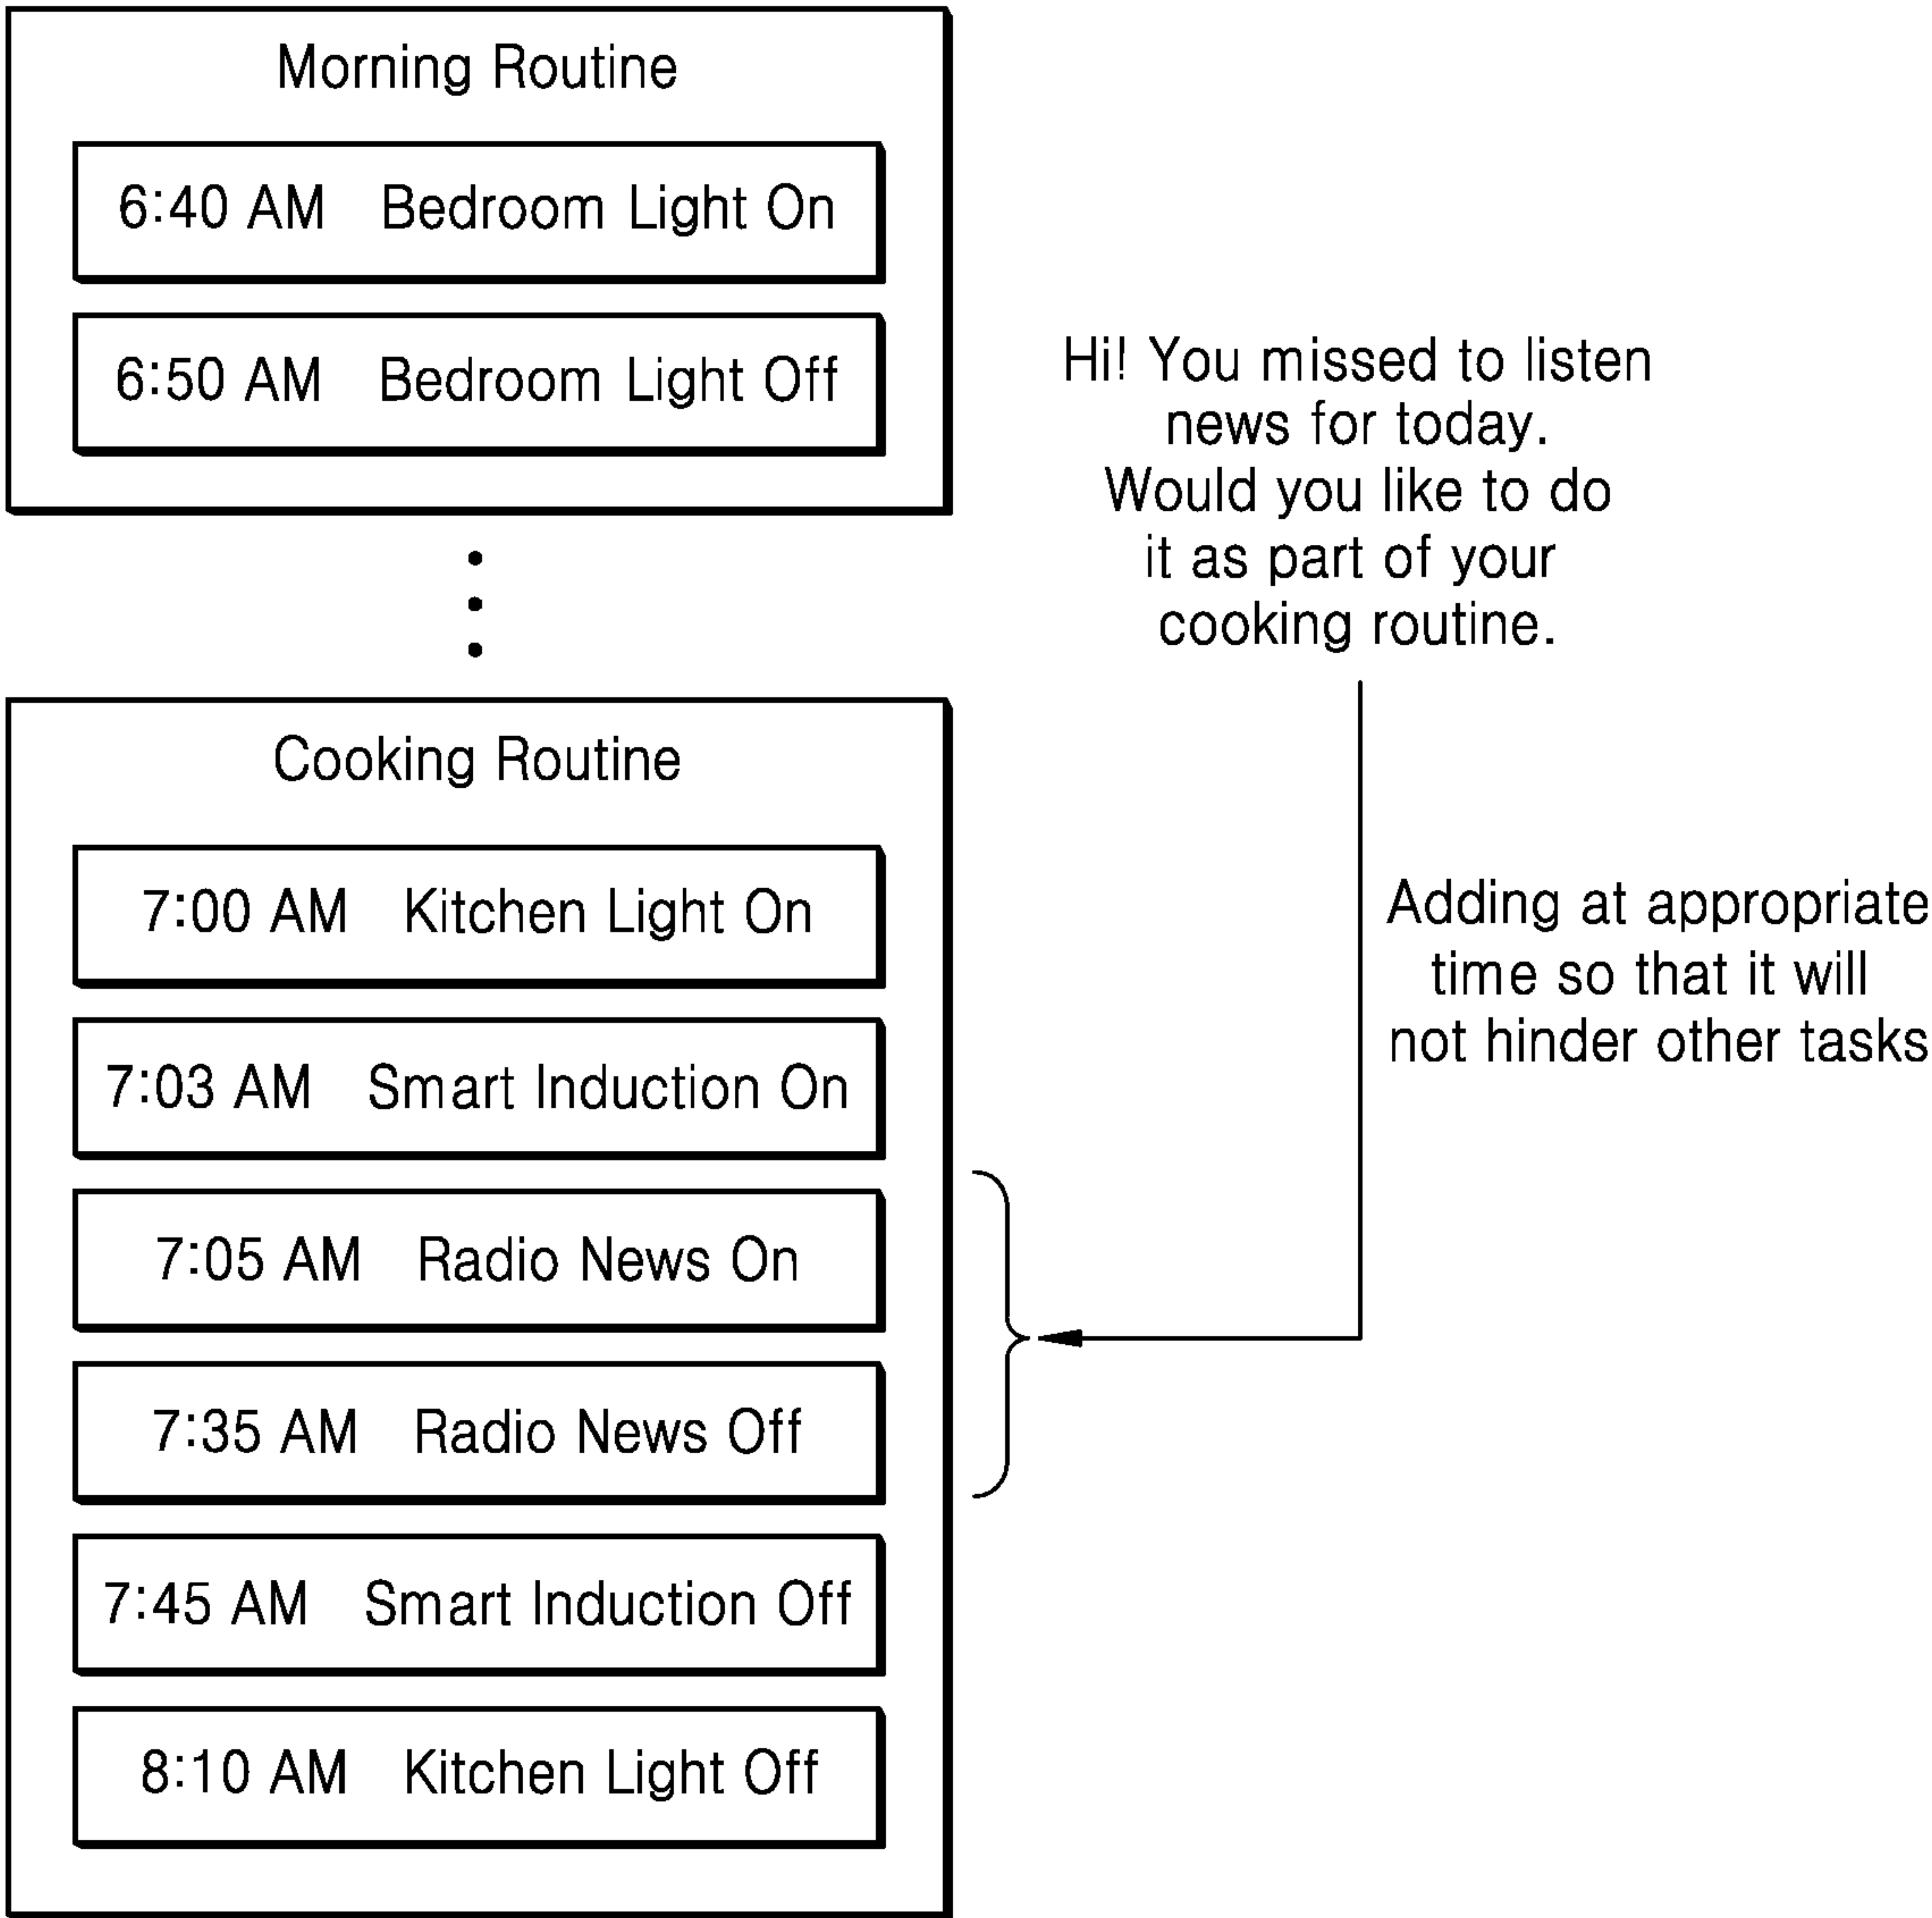 Morning Routine
6:40 AM Bedroom Light On
6:50 AM Bedroom Light Off
Hi! You missed to listen
news for today.
Would you like to do
it as part of your
cooking routine.
Cooking Routine
7:00 AM Kitchen Light On
7:03 AM Smart Induction On
7:05 AM Radio News On
7:35 AM Radio News Off
7:45 AM Smart Induction Off
8:10 AM Kitchen Light Off
Adding at appropriate
time so that it will
not hinder other tasks